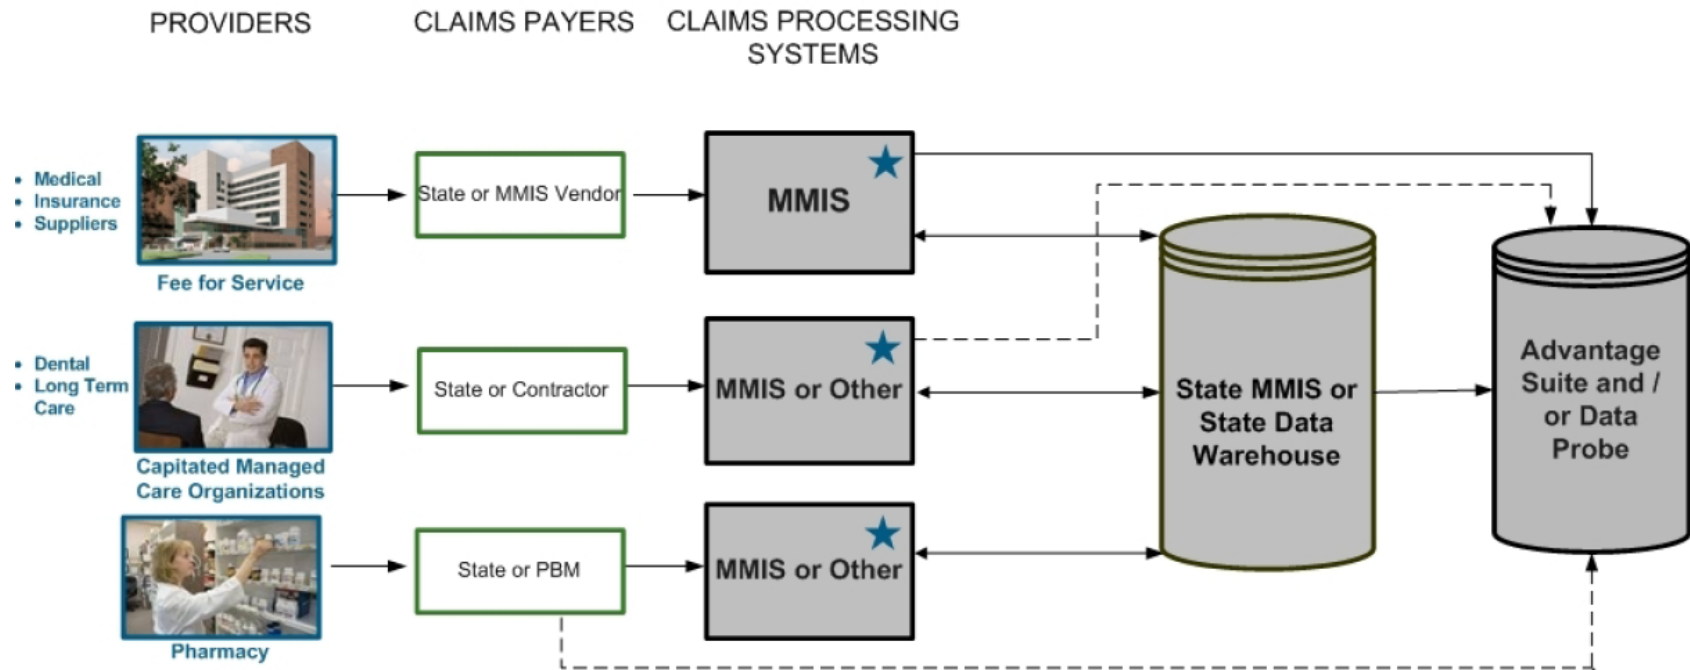 PROVIDERS
CLAIMS PAYERS
CLAIMS PROCESSING
SYSTEMS
• Medical
• Insurance
• Suppliers
Fee for Service
State or MMIS Vendor
MMIS
• Dental
• Long Term
Care
Capitated Managed
Care Organizations
State or Contractor
MMIS or Other
Pharmacy
State or PBM
MMIS or Other
State MMIS or
State Data
Warehouse
Advantage
Suite and /
or Data
Probe